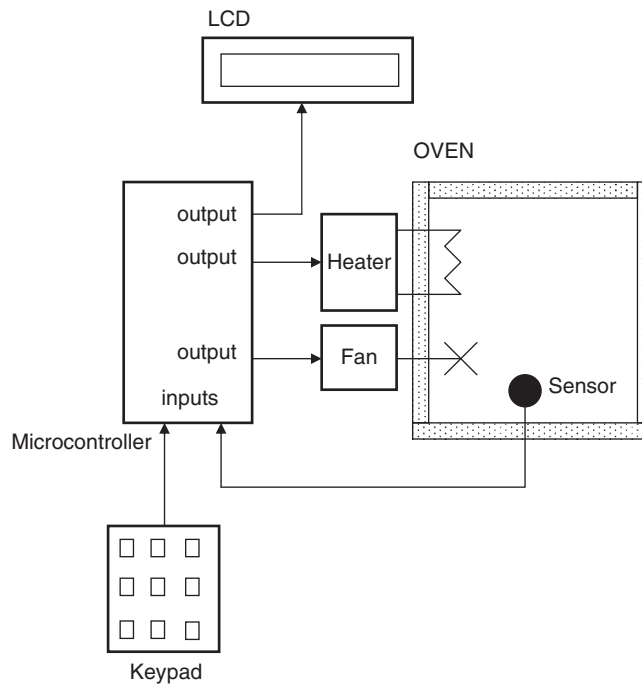 LCD
OVEN
output
output
Heater
output
Fan
inputs
Sensor
Microcontroller
Keypad